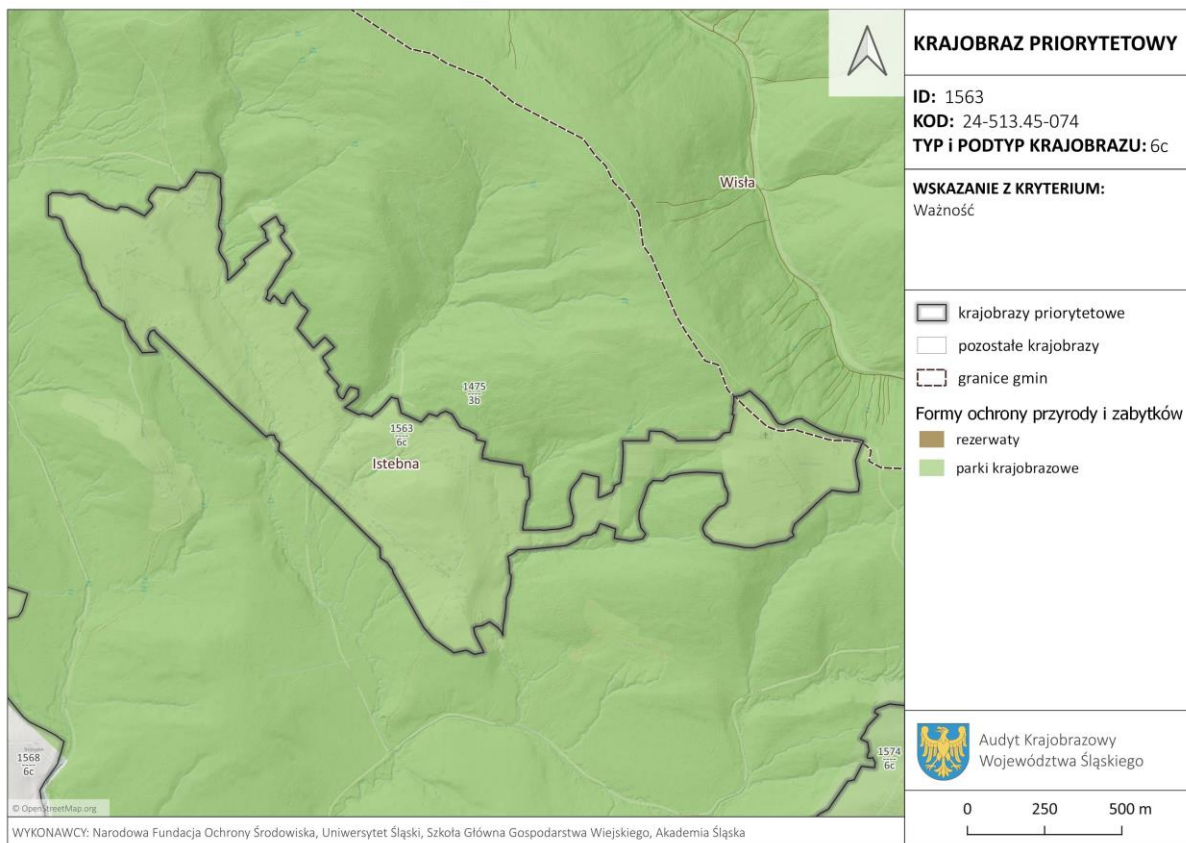 KRAJOBRAZ PRIORYTETOWY
ID: 1563
KOD: 24-513.45-074
TYP i PODTYP KRAJOBRAZU: 6c
WSKAZANIE Z KRYTERIUM:
Ważność
krajobrazy priorytetowe
pozostałe krajobrazy
granice gmin
Formy ochrony przyrody i zabytków
rezerwaty
parki krajobrazowe
Audyt Krajobrazowy
Województwa Śląskiego
0 250 500 m
Wisła
1475
3b
1563
6c
Istebna
1568
6c
1574
6c
© OpenStreetMap.org
WYKONAWCY: Narodowa Fundacja Ochrony Środowiska, Uniwersytet Śląski, Szkoła Główna Gospodarstwa Wiejskiego, Akademia Śląska